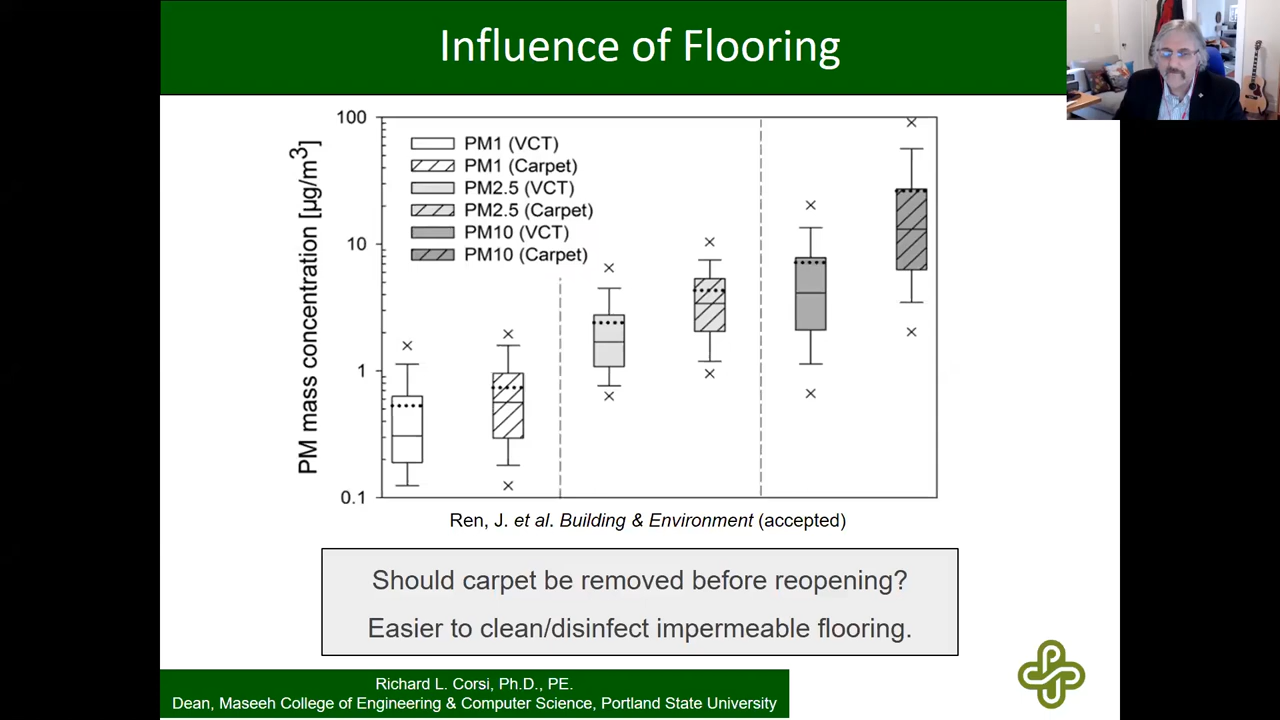 Influence of Flooring
100
10
1
0.1
PM mass concentration [µg/m³]
PM1 (VCT)
PM1 (Carpet)
PM2.5 (VCT)
PM2.5 (Carpet)
PM10 (VCT)
PM10 (Carpet)
Ren, J. et al. Building & Environment (accepted)
Should carpet be removed before reopening?
Easier to clean/disinfect impermeable flooring.
Richard L. Corsi, Ph.D., PE.
Dean, Maseeh College of Engineering & Computer Science, Portland State University